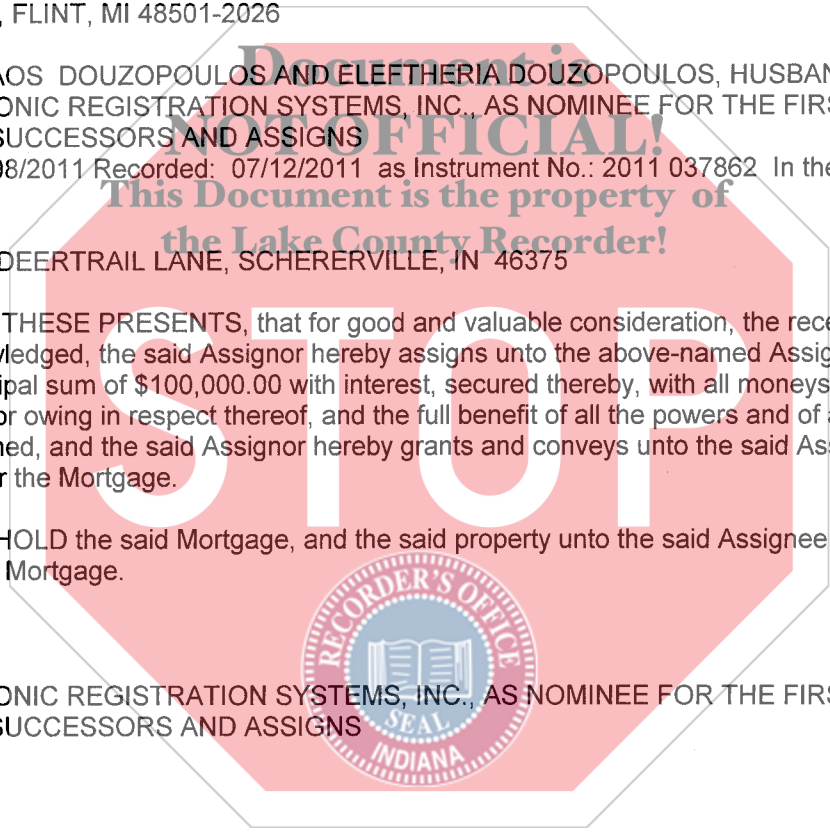 , FLINT, MI 48501-2026
Document is
AOS DOUZOPOULOS AND ELEFTHERIA DOUZOPOULOS, HUSBAN
ONIC REGISTRATION SYSTEMS, INC., AS NOMINEE FOR THE FIRS
NOT OFFICIAL!
SUCCESSORS AND ASSIGNS
08/2011 Recorded: 07/12/2011 as Instrument No.: 2011 037862 In the
This Document is the property of
the Lake County Recorder!
DEERTRAIL LANE, SCHERERVILLE, IN 46375
THESE PRESENTS, that for good and valuable consideration, the rece
vledged, the said Assignor hereby assigns unto the above-named Assig
ipal sum of $100,000.00 with interest, secured thereby, with all moneys
or owing in respect thereof, and the full benefit of all the powers and of a
ned, and the said Assignor hereby grants and conveys unto the said Ass
r the Mortgage.
STOP
HOLD the said Mortgage, and the said property unto the said Assignee
Mortgage.
RECORDER'S OFFICE
ONIC REGISTRATION SYSTEMS, INC., AS NOMINEE FOR THE FIRS
SUCCESSORS AND ASSIGNS
SEAL
INDIANA